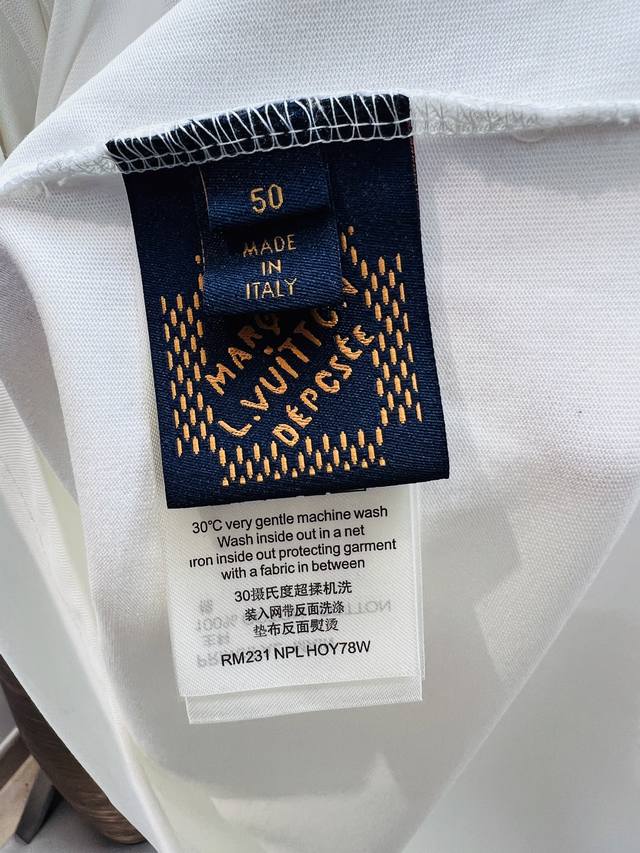 50
MADE
IN
ITALY
L.VUITTON
DÉPOSÉE
30°C very gentle machine wash
Wash inside out in a net
iron inside out protecting garment
with a fabric in between
30摄氏度超揉机洗
装入网带反面洗涤
垫布反面熨烫
RM231 NPL HOY78W